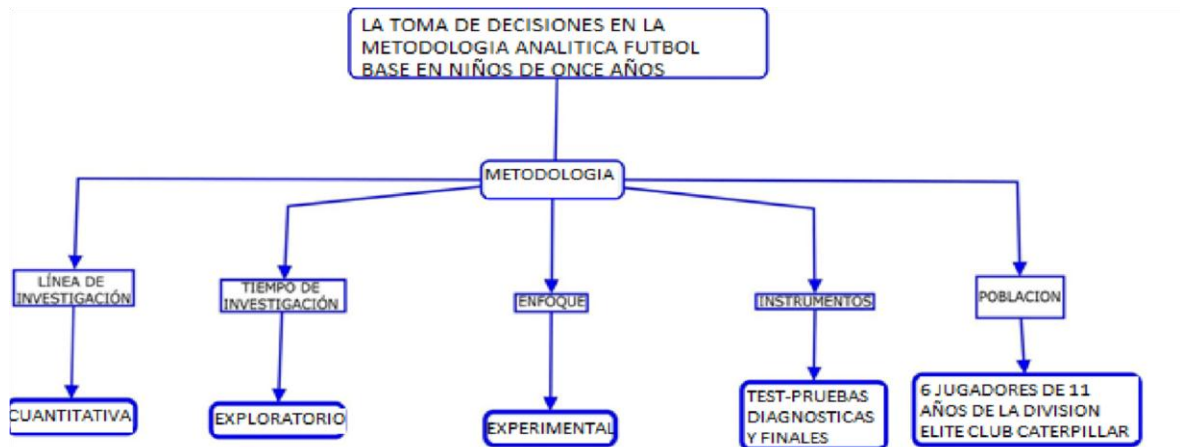 LA TOMA DE DECISIONES EN LA
METODOLOGIA ANALITICA FUTBOL
BASE EN NIÑOS DE ONCE AÑOS
METODOLOGIA
LÍNEA DE
INVESTIGACIÓN
TIEMPO DE
INVESTIGACIÓN
ENFOQUE
INSTRUMENTOS
POBLACION
CUANTITATIVA
EXPLORATORIO
EXPERIMENTAL
TEST-PRUEBAS
DIAGNOSTICAS
Y FINALES
6 JUGADORES DE 11
AÑOS DE LA DIVISION
ELITE CLUB CATERPILLAR